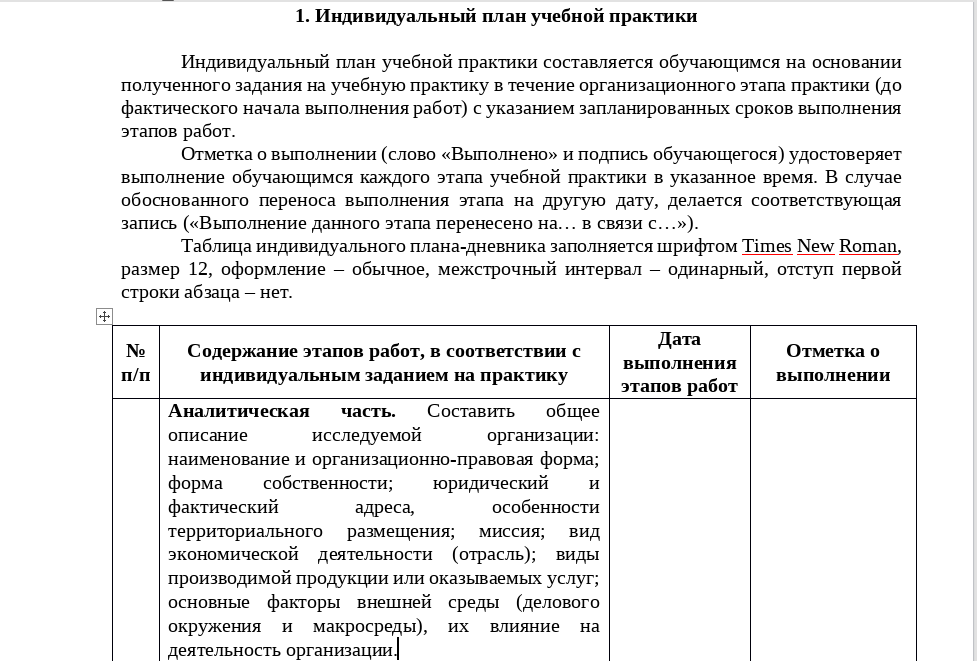 1. Индивидуальный план учебной практики
Индивидуальный план учебной практики составляется обучающимся на основании
полученного задания на учебную практику в течение организационного этапа практики (до
фактического начала выполнения работ) с указанием запланированных сроков выполнения
этапов работ.
Отметка о выполнении (слово «Выполнено» и подпись обучающегося) удостоверяет
выполнение обучающимся каждого этапа учебной практики в указанное время. В случае
обоснованного переноса выполнения этапа на другую дату, делается соответствующая
запись («Выполнение данного этапа перенесено на… в связи с…»).
Таблица индивидуального плана-дневника заполняется шрифтом Times New Roman,
размер 12, оформление – обычное, межстрочный интервал – одинарный, отступ первой
строки абзаца – нет.
№
п/п
Содержание этапов работ, в соответствии с
индивидуальным заданием на практику
Дата
выполнения
этапов работ
Отметка о
выполнении
Аналитическая часть. Составить общее
описание исследуемой организации:
наименование и организационно-правовая форма;
форма собственности; юридический и
фактический адреса, особенности
территориального размещения; миссия; вид
экономической деятельности (отрасль); виды
производимой продукции или оказываемых услуг;
основные факторы внешней среды (делового
окружения и макросреды), их влияние на
деятельность организации.